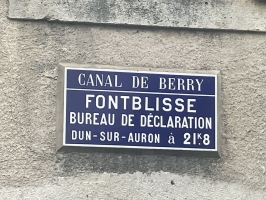 CANAL DE BERRY
FONTBLISSE
BUREAU DE DÉCLARATION
DUN-SUR-AURON à 21K8